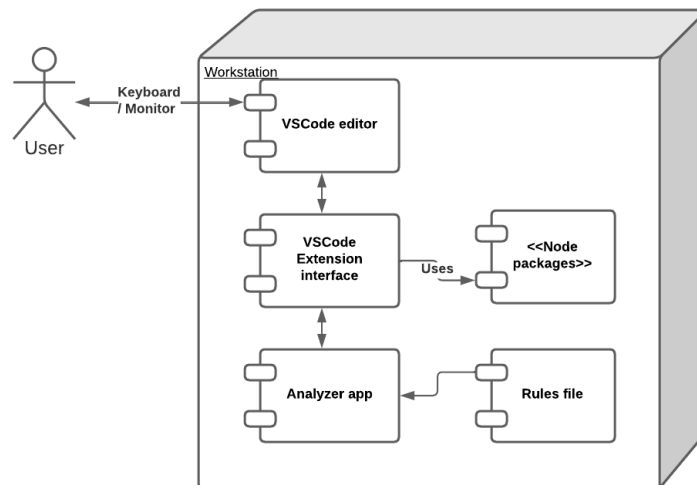 Workstation
Keyboard
/ Monitor
User
VSCode editor
VSCode
Extension
interface
Uses
<<Node
packages>>
Analyzer app
Rules file